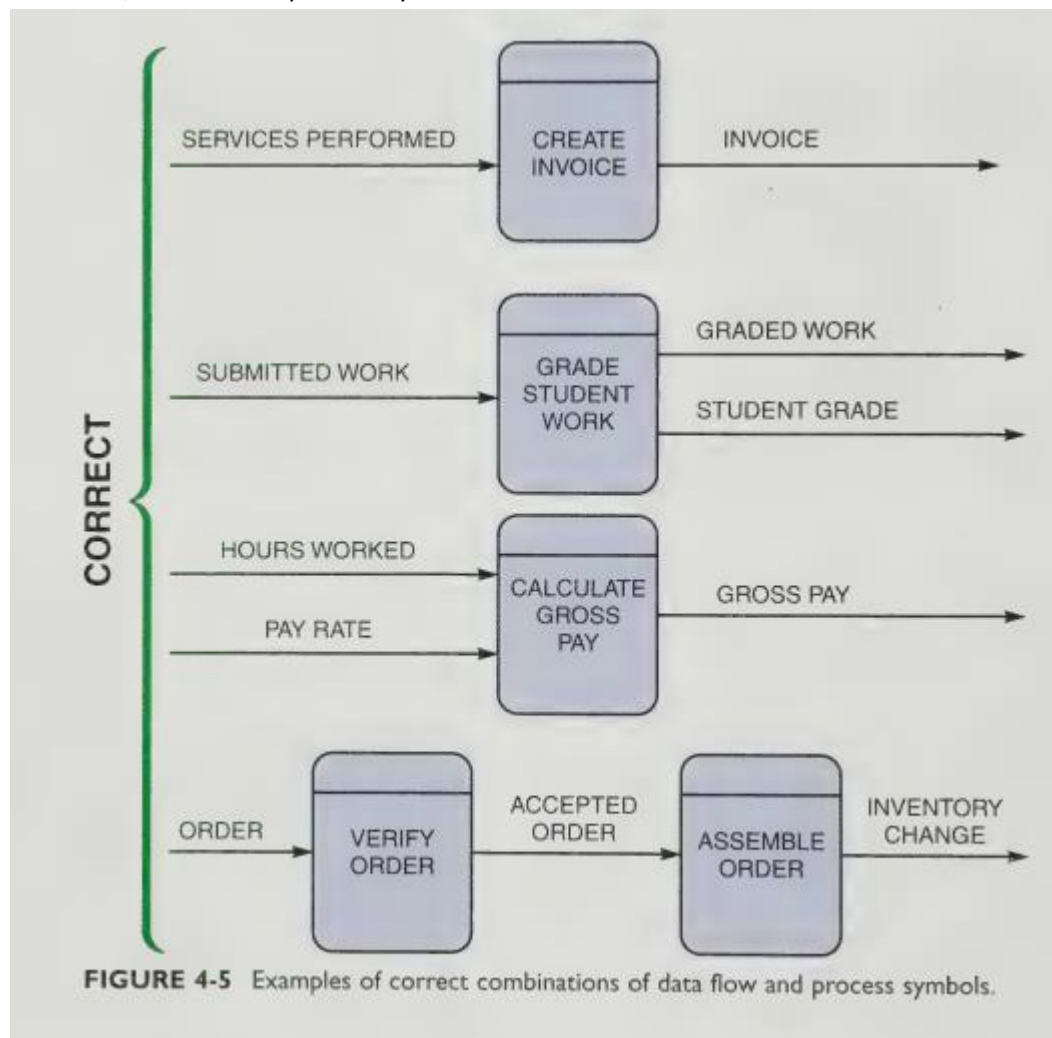 SERVICES PERFORMED
CREATE
INVOICE
INVOICE
SUBMITTED WORK
GRADE
STUDENT
WORK
GRADED WORK
STUDENT GRADE
CORRECT
HOURS WORKED
PAY RATE
CALCULATE
GROSS
PAY
GROSS PAY
ORDER
VERIFY
ORDER
ACCEPTED
ORDER
ASSEMBLE
ORDER
INVENTORY
CHANGE
FIGURE 4-5 Examples of correct combinations of data flow and process symbols.